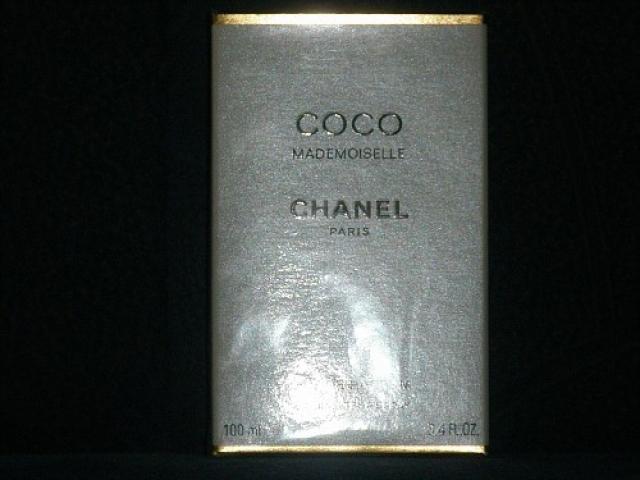 COCO
MADEMOISELLE
CHANEL
PARIS
100 ml 3.4 FL.OZ.